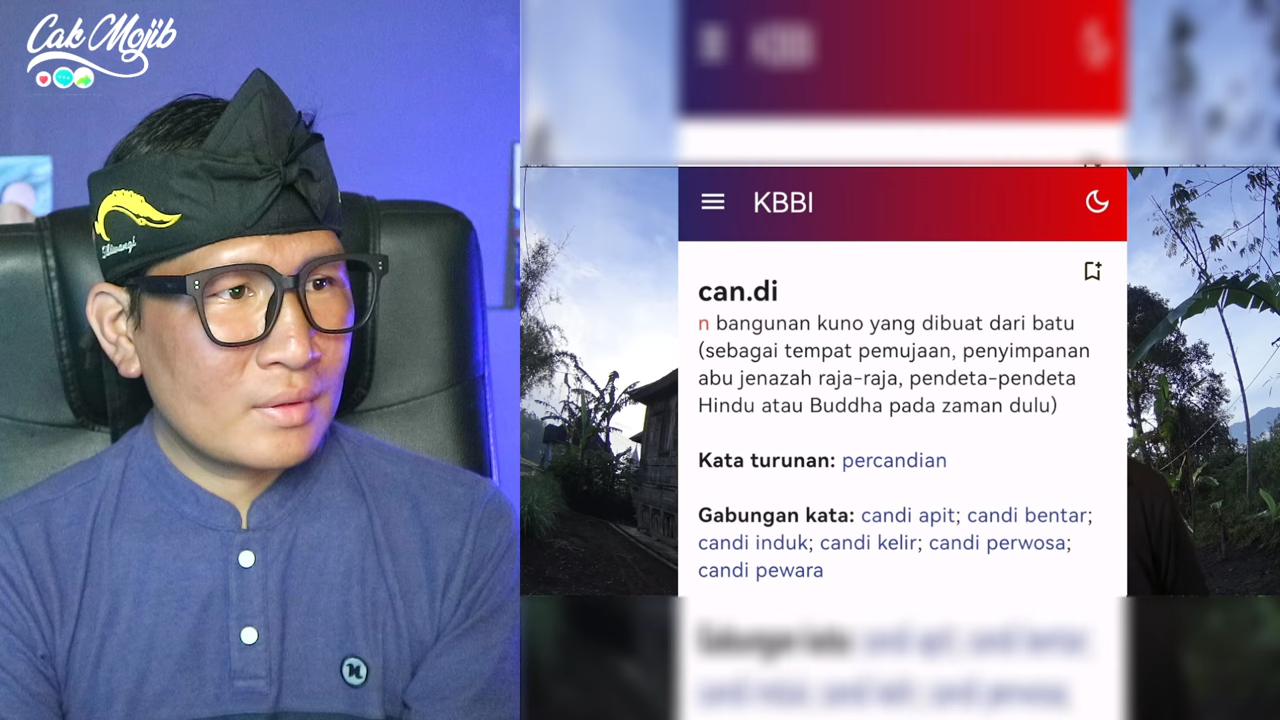 Cak Mojib
KBBI
can.di
n bangunan kuno yang dibuat dari batu
(sebagai tempat pemujaan, penyimpanan
abu jenazah raja-raja, pendeta-pendeta
Hindu atau Buddha pada zaman dulu)
Kata turunan: percandian
Gabungan kata: candi apit; candi bentar;
candi induk; candi kelir; candi perwosa;
candi pewara